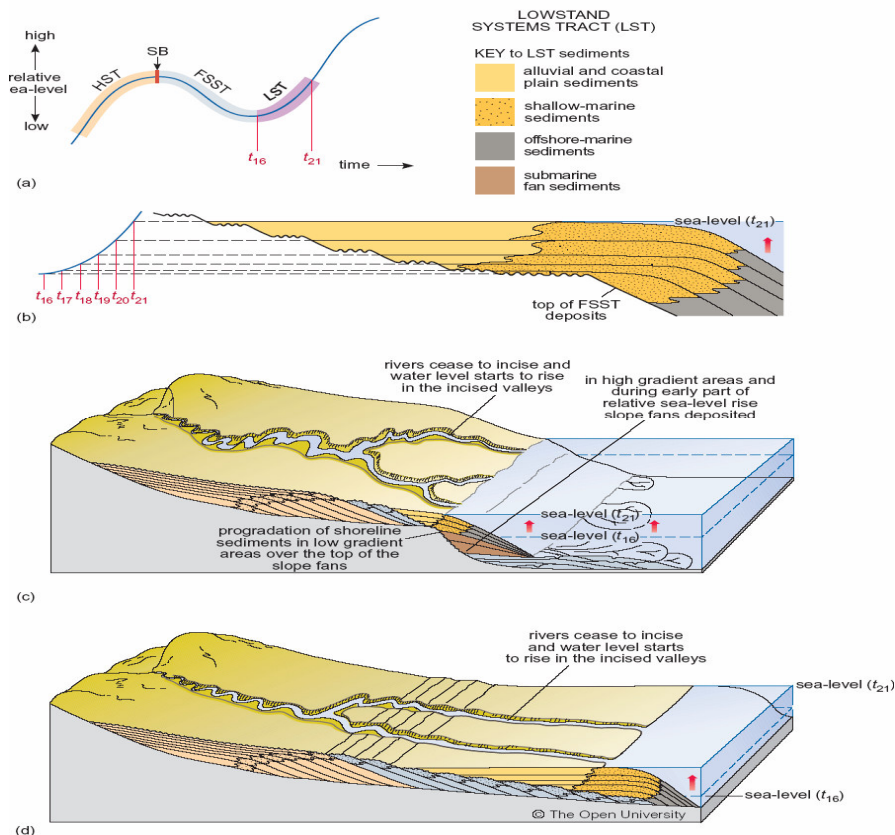 LOWSTAND
SYSTEMS TRACT (LST)
KEY to LST sediments
alluvial and coastal
plain sediments
shallow-marine
sediments
offshore-marine
sediments
submarine
fan sediments
high
relative
ea-level
low
HST
SB
FSST
LST
t16
t21
time
(a)
sea-level (t21)
t16 t17 t18 t19 t20 t21
top of FSST
deposits
(b)
rivers cease to incise and
water level starts to rise
in the incised valleys
in high gradient areas and
during early part of
relative sea-level rise
slope fans deposited
sea-level (t21)
sea-level (t16)
progradation of shoreline
sediments in low gradient
areas over the top of the
slope fans
(c)
rivers cease to incise
and water level starts
to rise in the incised valleys
sea-level (t21)
sea-level (t16)
© The Open University
(d)